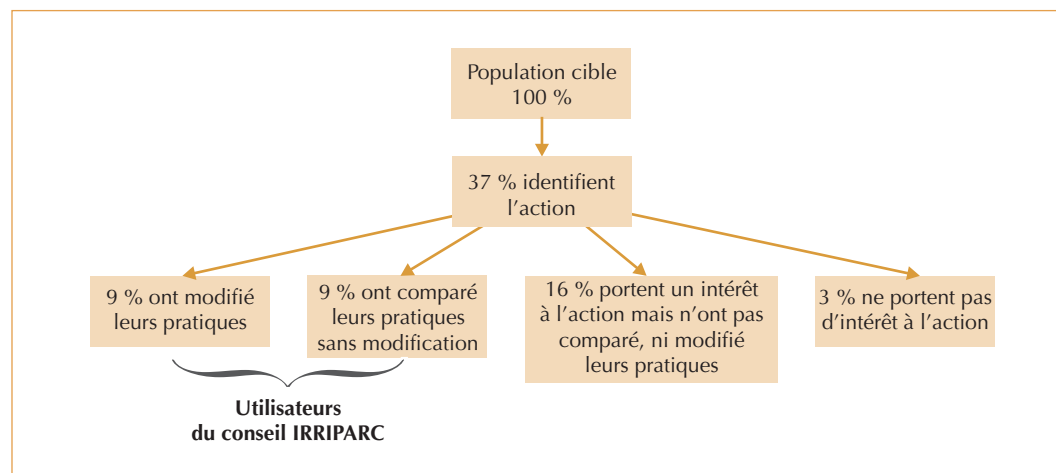 Population cible
100 %
37 % identifient
l'action
9 % ont modifié
leurs pratiques
9 % ont comparé
leurs pratiques
sans modification
16 % portent un intérêt
à l'action mais n'ont pas
comparé, ni modifié
leurs pratiques
3 % ne portent pas
d'intérêt à l'action
Utilisateurs
du conseil IRRIPARC